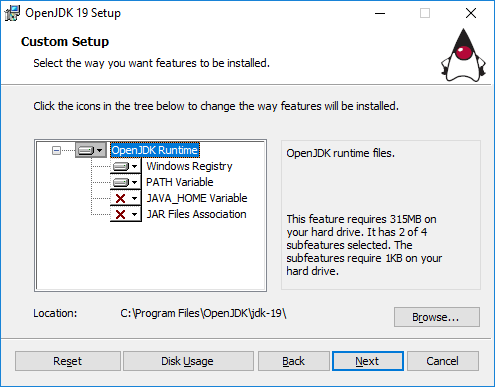 OpenJDK 19 Setup
Custom Setup
Select the way you want features to be installed.
Click the icons in the tree below to change the way features will be installed.
OpenJDK Runtime
Windows Registry
PATH Variable
JAVA_HOME Variable
JAR Files Association
OpenJDK runtime files.
This feature requires 315MB on
your hard drive. It has 2 of 4
subfeatures selected. The
subfeatures require 1KB on your
hard drive.
Location: C:\Program Files\OpenJDK\jdk-19\
Browse...
Reset Disk Usage Back Next Cancel